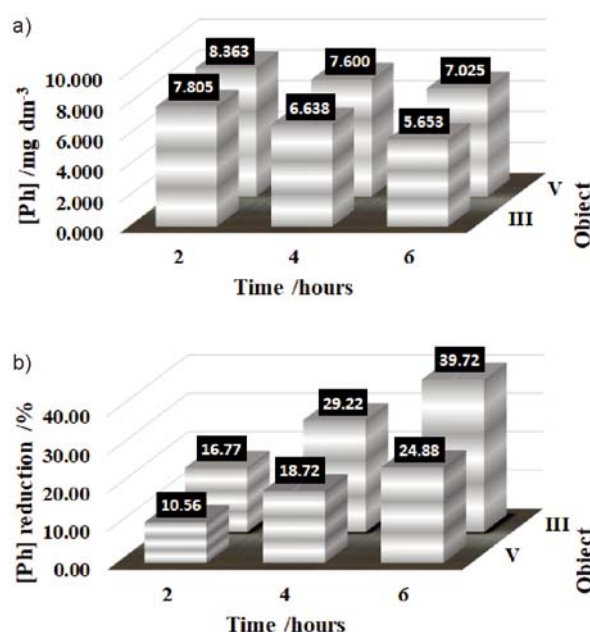 a)
10.000
8.000
6.000
4.000
2.000
0.000
[Ph] /mg dm-3
8.363
7.600
7.025
7.805
6.638
5.653
2
4
6
V
III
Object
Time /hours
b)
40.00
30.00
20.00
10.00
0.00
[Ph] reduction /%
39.72
29.22
16.77
24.88
18.72
10.56
2
4
6
III
V
Object
Time /hours